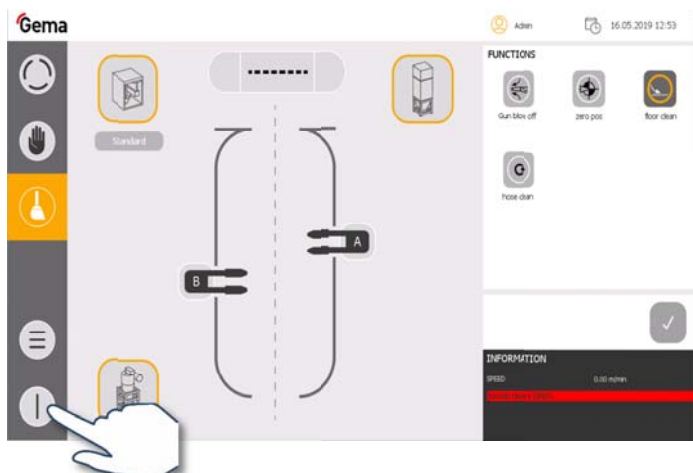 Gema
Admin
16.05.2019 12:53
FUNCTIONS
Gun blow off
zero pos
floor clean
hose clean
Standard
A
B
INFORMATION
SPEED
0.00 m/min